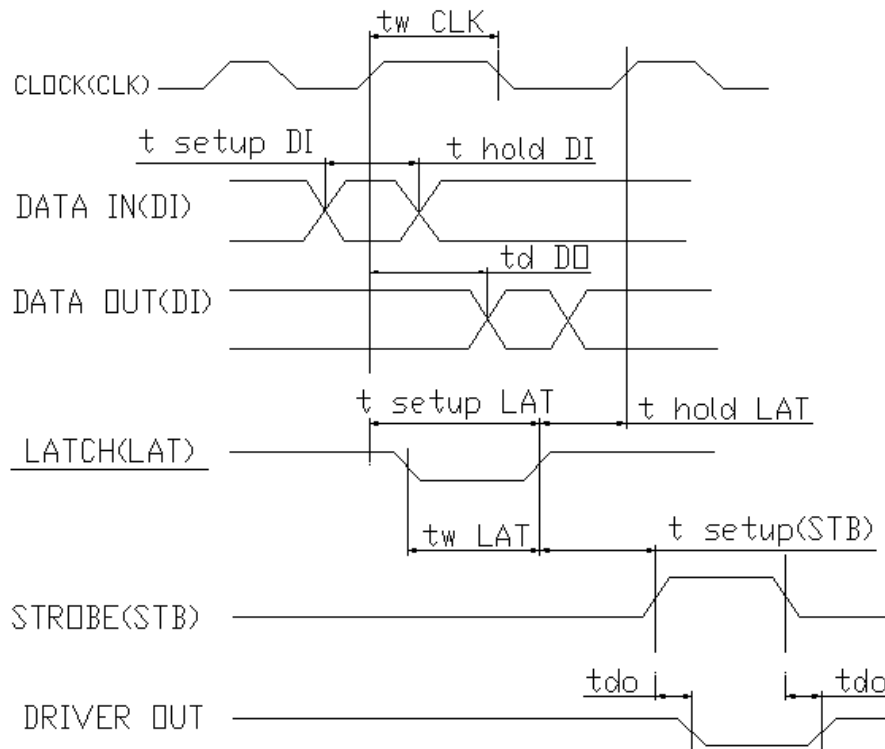 tw CLK
CLOCK(CLK)
t setup DI
t hold DI
DATA IN(DI)
td DO
DATA OUT(DI)
t setup LAT
t hold LAT
LATCH(LAT)
tw LAT
t setup(STB)
STROBE(STB)
tdo
tdo
DRIVER OUT